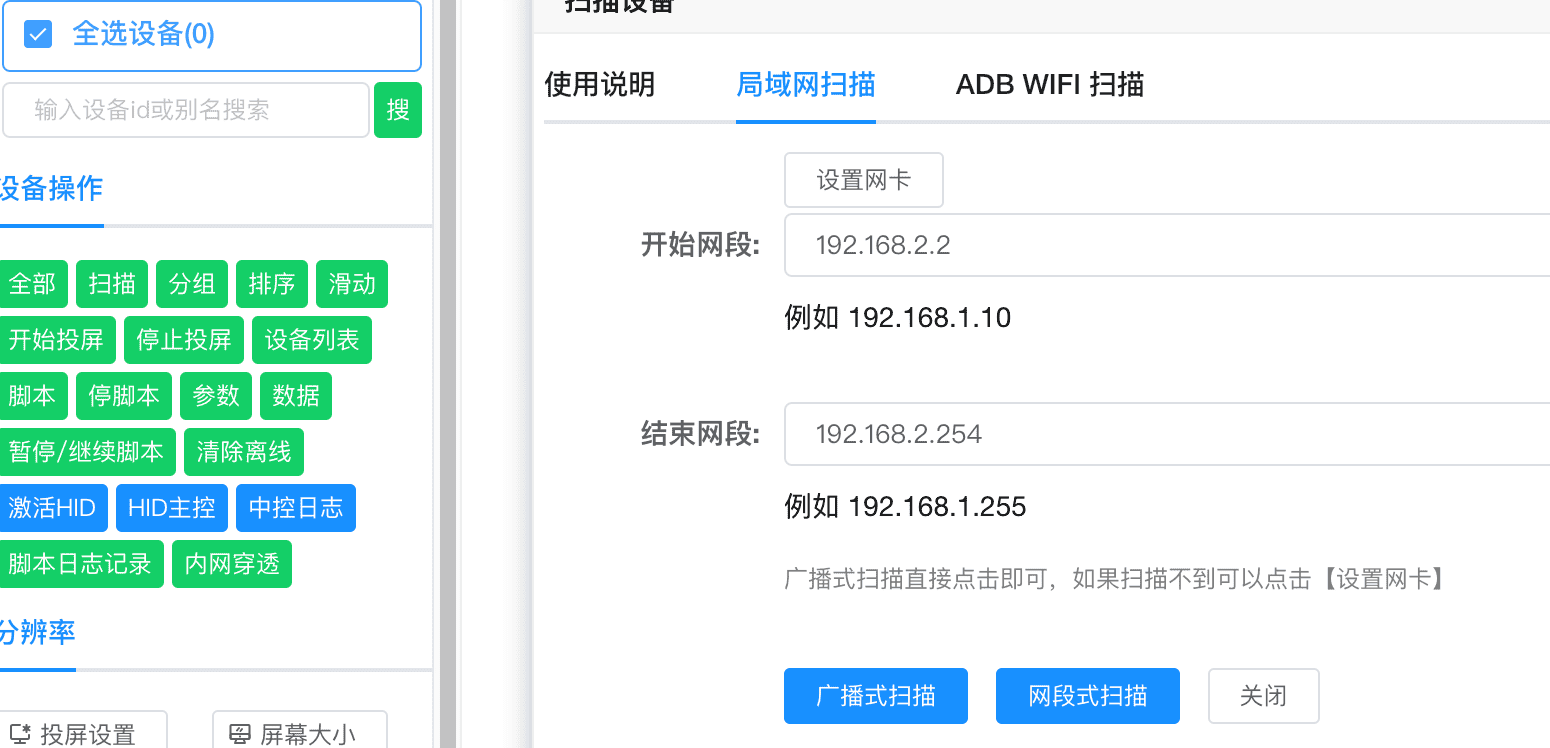 全选设备(0)
输入设备id或别名搜索
搜
设备操作
全部
扫描
分组
排序
滑动
开始投屏
停止投屏
设备列表
脚本
停脚本
参数
数据
暂停/继续脚本
清除离线
激活HID
HID主控
中控日志
脚本日志记录
内网穿透
分辨率
投屏设置
屏幕大小
扫描设备
使用说明
局域网扫描
ADB WIFI 扫描
设置网卡
开始网段:
192.168.2.2
例如 192.168.1.10
结束网段:
192.168.2.254
例如 192.168.1.255
广播式扫描直接点击即可，如果扫描不到可以点击【设置网卡】
广播式扫描
网段式扫描
关闭